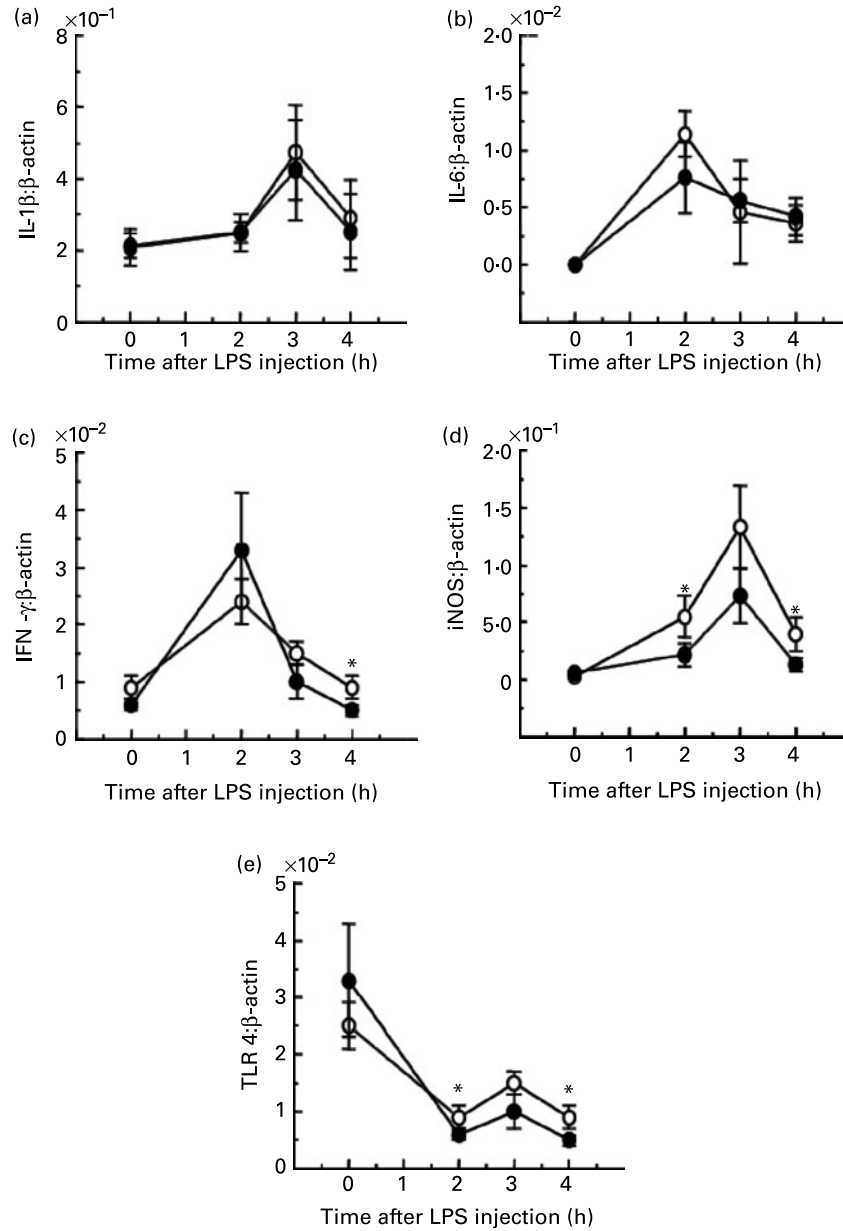 (a)
×10−1
8
6
4
2
0
IL-1β:β-actin
0 1 2 3 4
Time after LPS injection (h)
(b)
×10−2
2·0
1·5
1·0
0·5
0·0
IL-6:β-actin
0 1 2 3 4
Time after LPS injection (h)
(c)
×10−2
5
4
3
2
1
0
IFN -γ:β-actin
*
0 1 2 3 4
Time after LPS injection (h)
(d)
×10−1
2·0
1·5
1·0
5·0
0
iNOS:β-actin
* *
0 1 2 3 4
Time after LPS injection (h)
(e)
×10−2
5
4
3
2
1
0
TLR 4:β-actin
* *
0 1 2 3 4
Time after LPS injection (h)